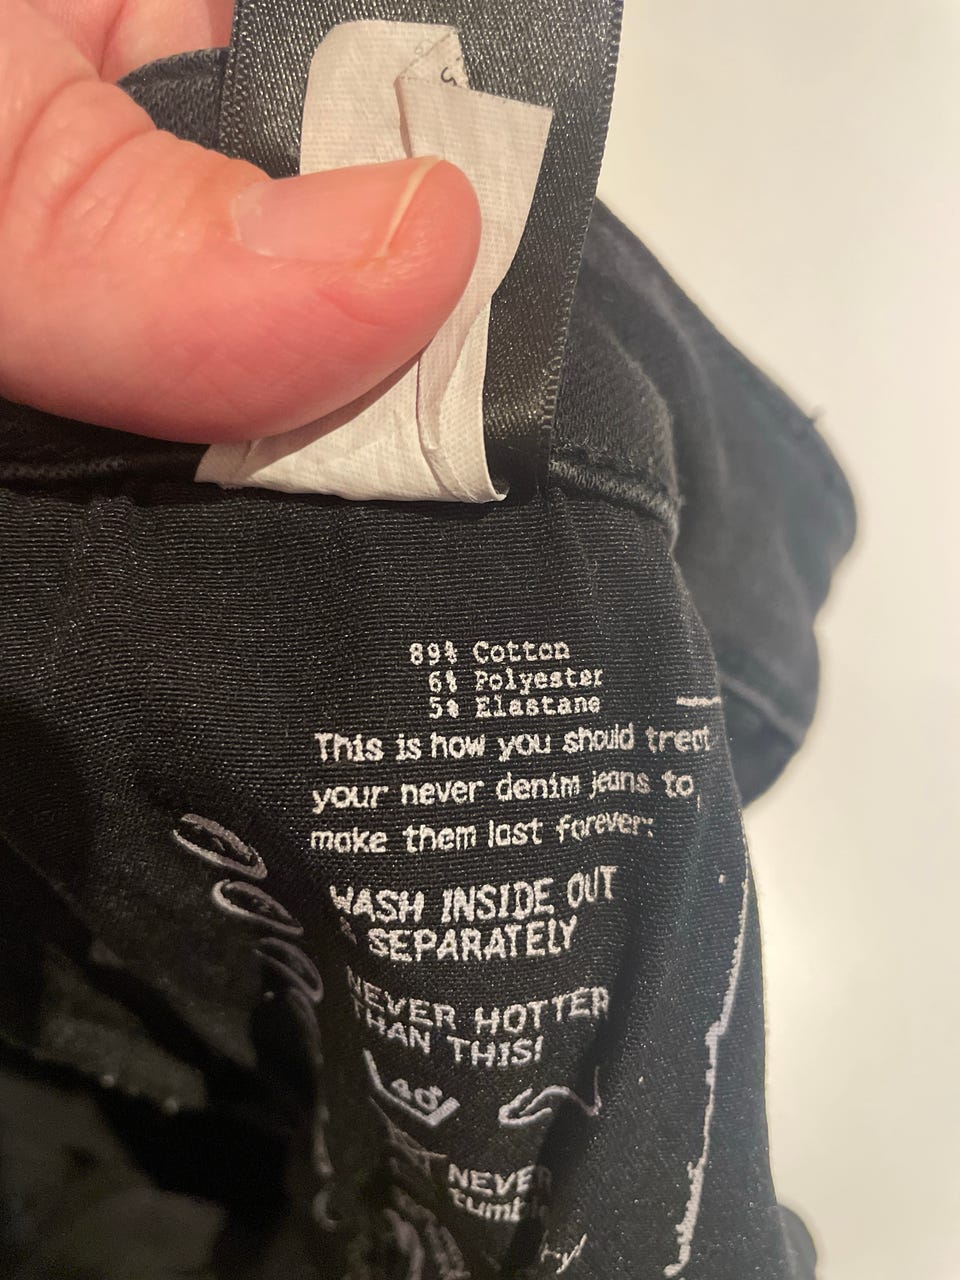 89% Cotton
6% Polyester
5% Elastane
This is how you should treat
your never denim jeans to
make them last forever:
WASH INSIDE OUT
& SEPARATELY
NEVER HOTTER
THAN THIS!
40°
NEVER